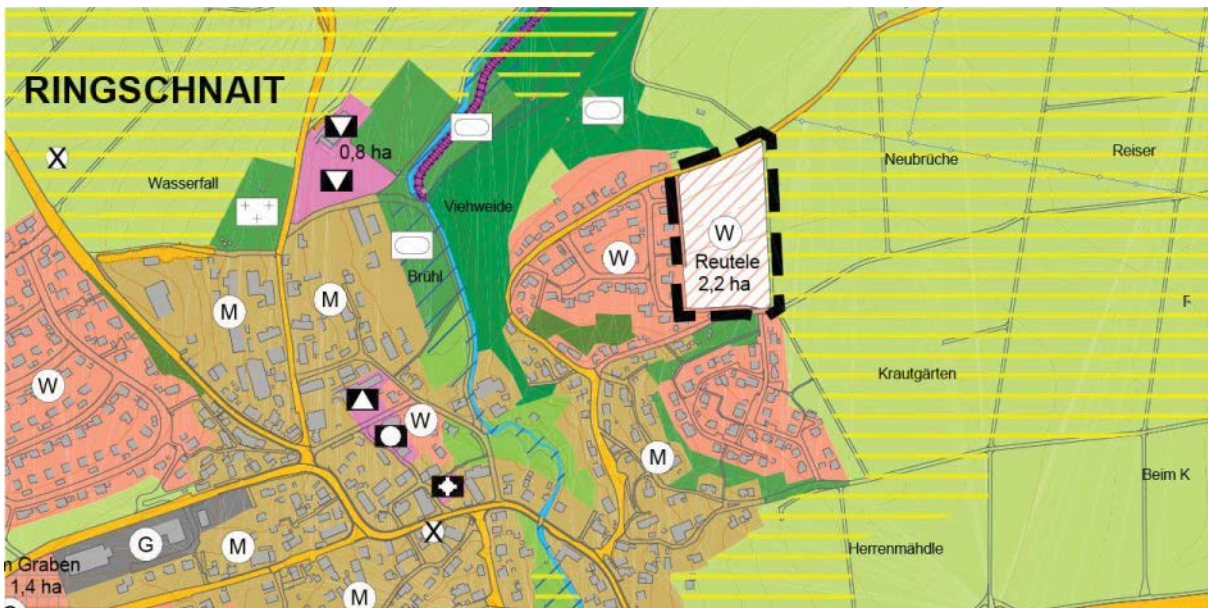 RINGSCHNAIT
0,8 ha
X
Wasserfall
Viehweide
Neubrüche
Reiser
W
Reutele
2,2 ha
W
Brühl
M
M
F
W
Krautgärten
W
M
Beim K
X
G
M
Herrenmähdle
m Graben
1,4 ha
M